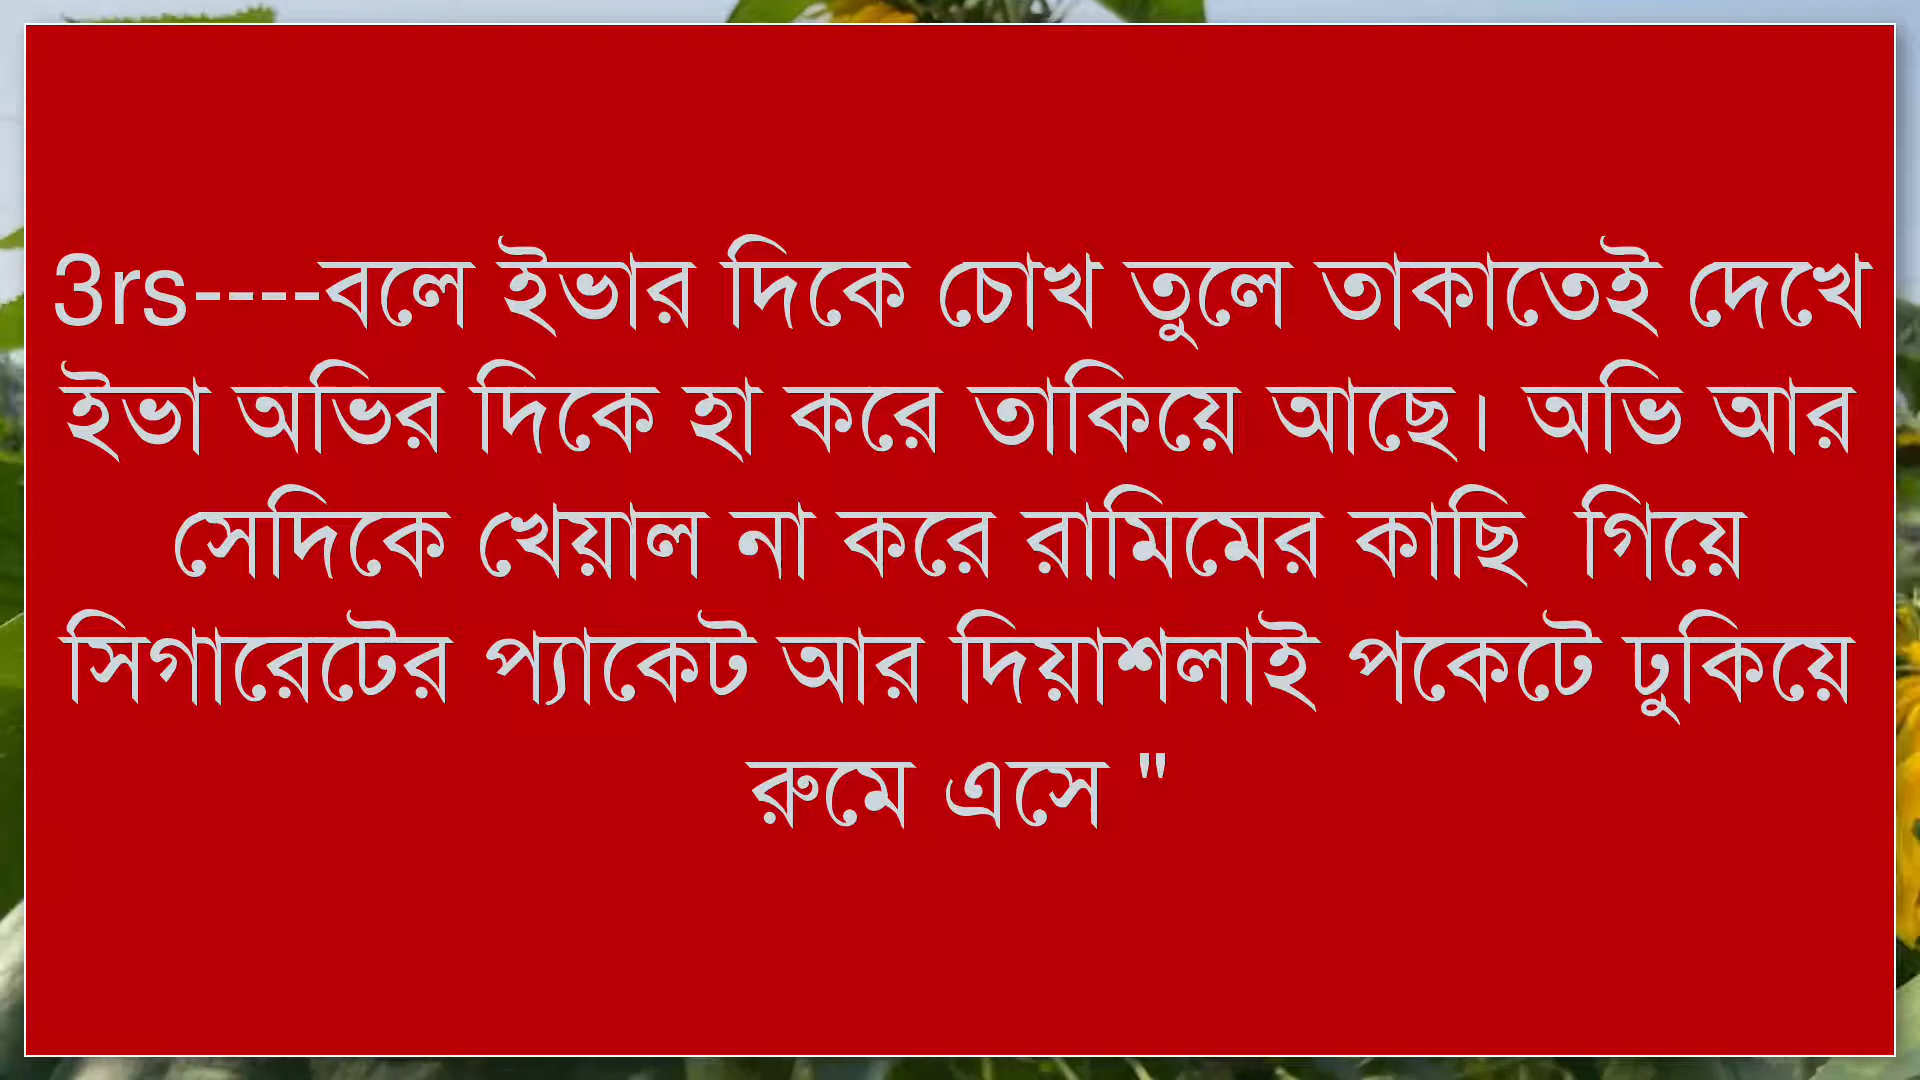 3rs----বলে ইভার দিকে চোখ তুলে তাকাতেই দেখে
ইভা অভির দিকে হা করে তাকিয়ে আছে। অভি আর
সেদিকে খেয়াল না করে রামিমের কাছি  গিয়ে
সিগারেটের প্যাকেট আর দিয়াশলাই পকেটে ঢুকিয়ে
রুমে এসে "